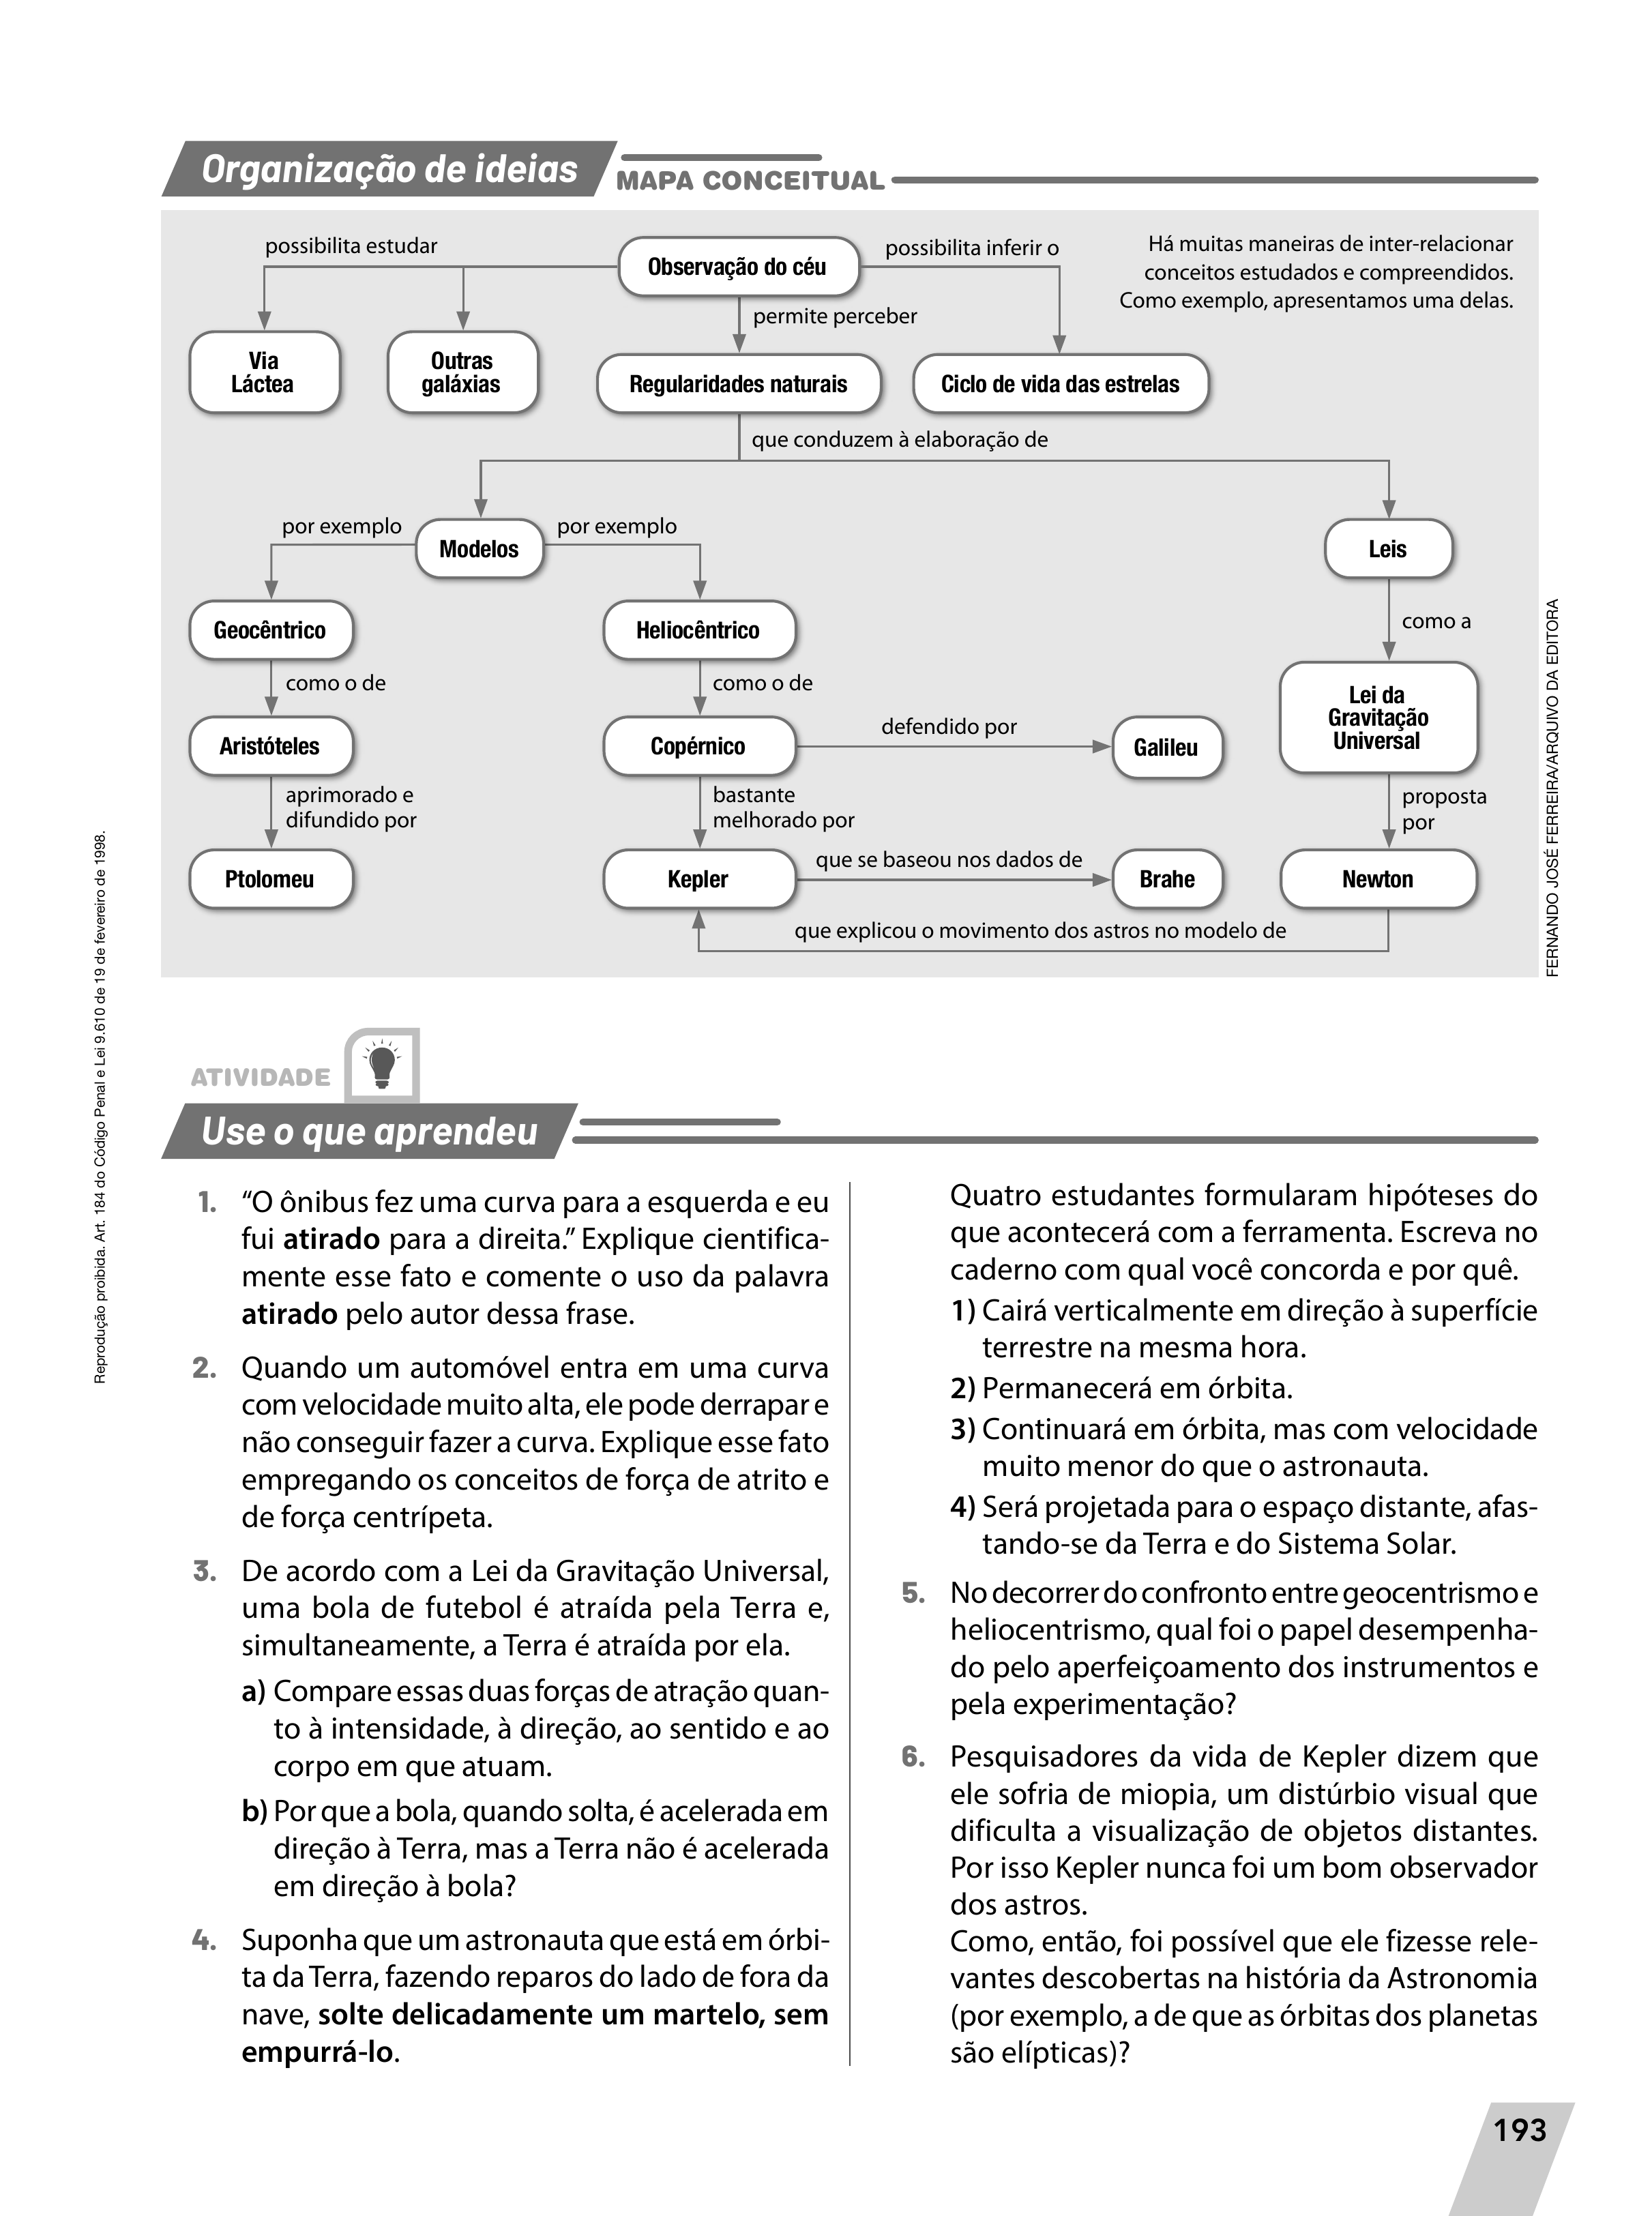 Organização de ideias
MAPA CONCEITUAL
possibilita estudar
Observação do céu
possibilita inferir o
Há muitas maneiras de inter-relacionar
conceitos estudados e compreendidos.
Como exemplo, apresentamos uma delas.
permite perceber
Via
Láctea
Outras
galáxias
Regularidades naturais
Ciclo de vida das estrelas
que conduzem à elaboração de
por exemplo
Modelos
por exemplo
Leis
Geocêntrico
Heliocêntrico
como a
como o de
como o de
Lei da
Gravitação
Universal
Aristóteles
Copérnico
defendido por
Galileu
aprimorado e
difundido por
bastante
melhorado por
proposta
por
Ptolomeu
Kepler
que se baseou nos dados de
Brahe
Newton
que explicou o movimento dos astros no modelo de
FERNANDO JOSÉ FERREIRA/ARQUIVO DA EDITORA
Reprodução proibida. Art. 184 do Código Penal e Lei 9.610 de 19 de fevereiro de 1998.
ATIVIDADE
Use o que aprendeu
1. “O ônibus fez uma curva para a esquerda e eu
fui atirado para a direita.” Explique cientifica-
mente esse fato e comente o uso da palavra
atirado pelo autor dessa frase.
2. Quando um automóvel entra em uma curva
com velocidade muito alta, ele pode derrapar e
não conseguir fazer a curva. Explique esse fato
empregando os conceitos de força de atrito e
de força centrípeta.
3. De acordo com a Lei da Gravitação Universal,
uma bola de futebol é atraída pela Terra e,
simultaneamente, a Terra é atraída por ela.
a) Compare essas duas forças de atração quan-
to à intensidade, à direção, ao sentido e ao
corpo em que atuam.
b) Por que a bola, quando solta, é acelerada em
direção à Terra, mas a Terra não é acelerada
em direção à bola?
4. Suponha que um astronauta que está em órbi-
ta da Terra, fazendo reparos do lado de fora da
nave, solte delicadamente um martelo, sem
empurrá-lo.
Quatro estudantes formularam hipóteses do
que acontecerá com a ferramenta. Escreva no
caderno com qual você concorda e por quê.
1) Cairá verticalmente em direção à superfície
terrestre na mesma hora.
2) Permanecerá em órbita.
3) Continuará em órbita, mas com velocidade
muito menor do que o astronauta.
4) Será projetada para o espaço distante, afas-
tando-se da Terra e do Sistema Solar.
5. No decorrer do confronto entre geocentrismo e
heliocentrismo, qual foi o papel desempenha-
do pelo aperfeiçoamento dos instrumentos e
pela experimentação?
6. Pesquisadores da vida de Kepler dizem que
ele sofria de miopia, um distúrbio visual que
dificulta a visualização de objetos distantes.
Por isso Kepler nunca foi um bom observador
dos astros.
Como, então, foi possível que ele fizesse rele-
vantes descobertas na história da Astronomia
(por exemplo, a de que as órbitas dos planetas
são elípticas)?
193